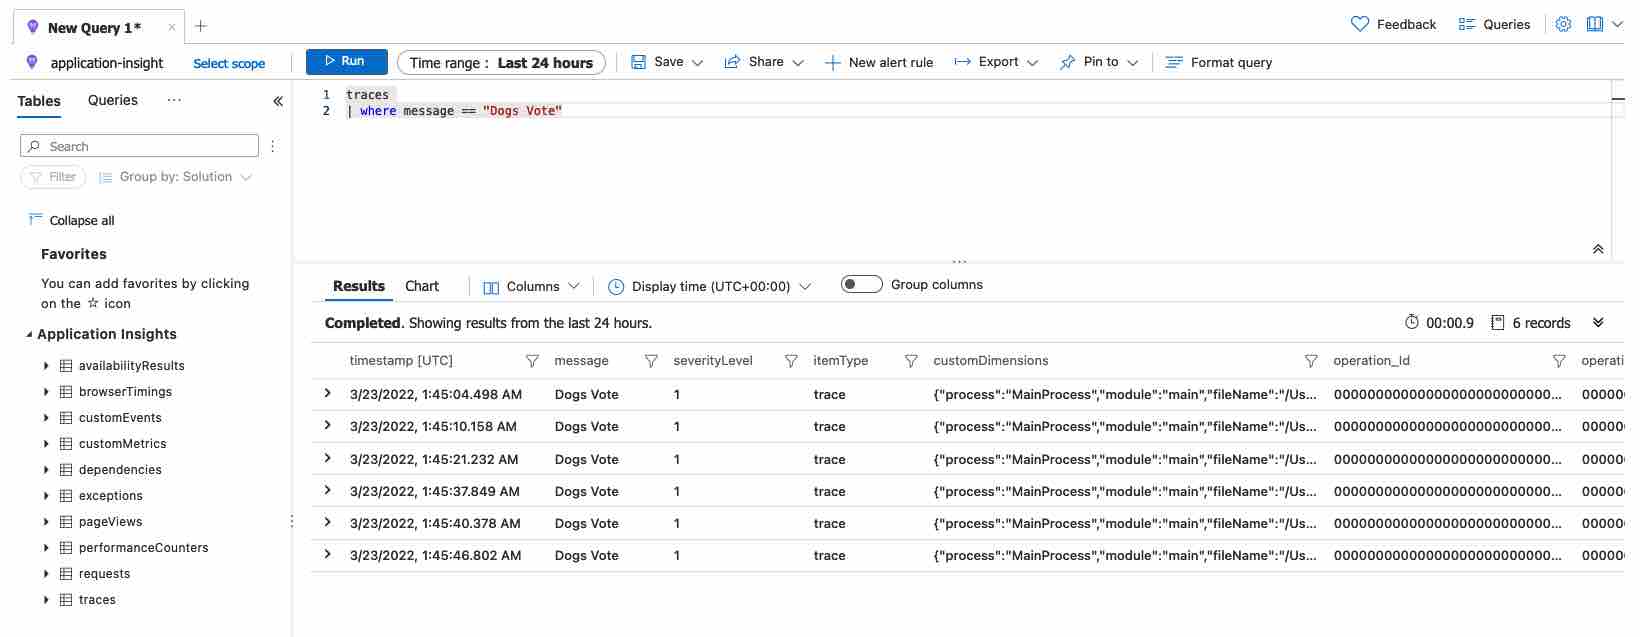 New Query 1*
Feedback
Queries
application-insight
Select scope
Run
Time range : Last 24 hours
Save
Share
New alert rule
Export
Pin to
Format query
Tables
Queries
Search
Filter
Group by: Solution
Collapse all
Favorites
You can add favorites by clicking
on the ☆ icon
Application Insights
availabilityResults
browserTimings
customEvents
customMetrics
dependencies
exceptions
pageViews
performanceCounters
requests
traces
1 traces
2 | where message == "Dogs Vote"
Results
Chart
Columns
Display time (UTC+00:00)
Group columns
Completed. Showing results from the last 24 hours.
00:00.9
6 records
timestamp [UTC] message severityLevel itemType customDimensions operation_Id operati
3/23/2022, 1:45:04.498 AM Dogs Vote 1 trace {"process":"MainProcess","module":"main","fileName":"/Us... 00000000000000000000000000... 00000
3/23/2022, 1:45:10.158 AM Dogs Vote 1 trace {"process":"MainProcess","module":"main","fileName":"/Us... 00000000000000000000000000... 00000
3/23/2022, 1:45:21.232 AM Dogs Vote 1 trace {"process":"MainProcess","module":"main","fileName":"/Us... 00000000000000000000000000... 00000
3/23/2022, 1:45:37.849 AM Dogs Vote 1 trace {"process":"MainProcess","module":"main","fileName":"/Us... 00000000000000000000000000... 00000
3/23/2022, 1:45:40.378 AM Dogs Vote 1 trace {"process":"MainProcess","module":"main","fileName":"/Us... 00000000000000000000000000... 00000
3/23/2022, 1:45:46.802 AM Dogs Vote 1 trace {"process":"MainProcess","module":"main","fileName":"/Us... 00000000000000000000000000... 00000